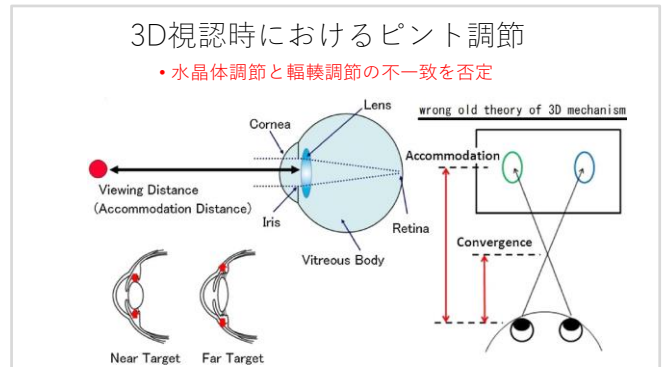 3D視認時におけるピント調節
• 水晶体調節と輻輳調節の不一致を否定
wrong old theory of 3D mechanism
Lens
Cornea
Accommodation
Viewing Distance
(Accommodation Distance)
Iris
Retina
Vitreous Body
Convergence
Near Target
Far Target